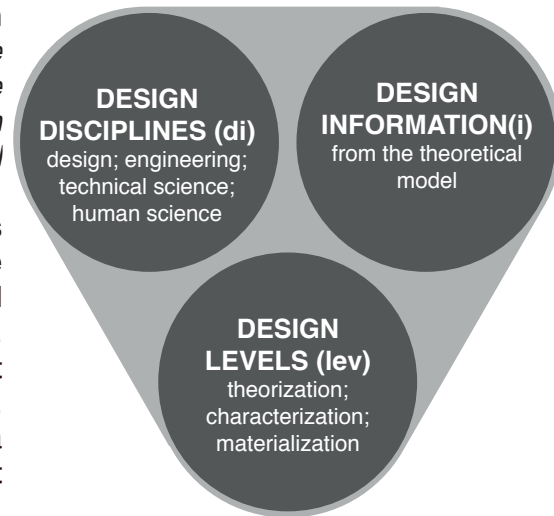 DESIGN
DISCIPLINES (di)
design; engineering;
technical science;
human science
DESIGN
INFORMATION(i)
from the theoretical
model
DESIGN
LEVELS (lev)
theorization;
characterization;
materialization